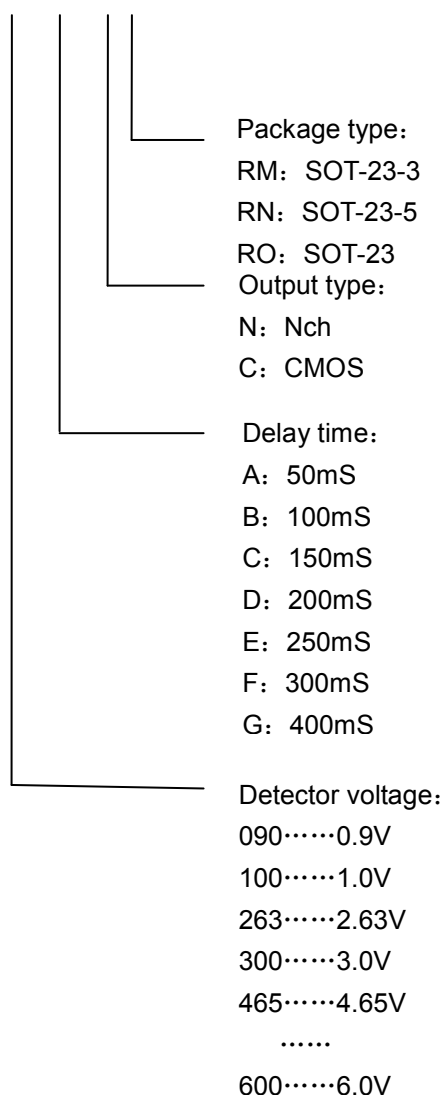 Package type：
RM：SOT-23-3
RN：SOT-23-5
RO：SOT-23
Output type：
N：Nch
C：CMOS
Delay time：
A：50mS
B：100mS
C：150mS
D：200mS
E：250mS
F：300mS
G：400mS
Detector voltage：
090……0.9V
100……1.0V
263……2.63V
300……3.0V
465……4.65V
……
600……6.0V